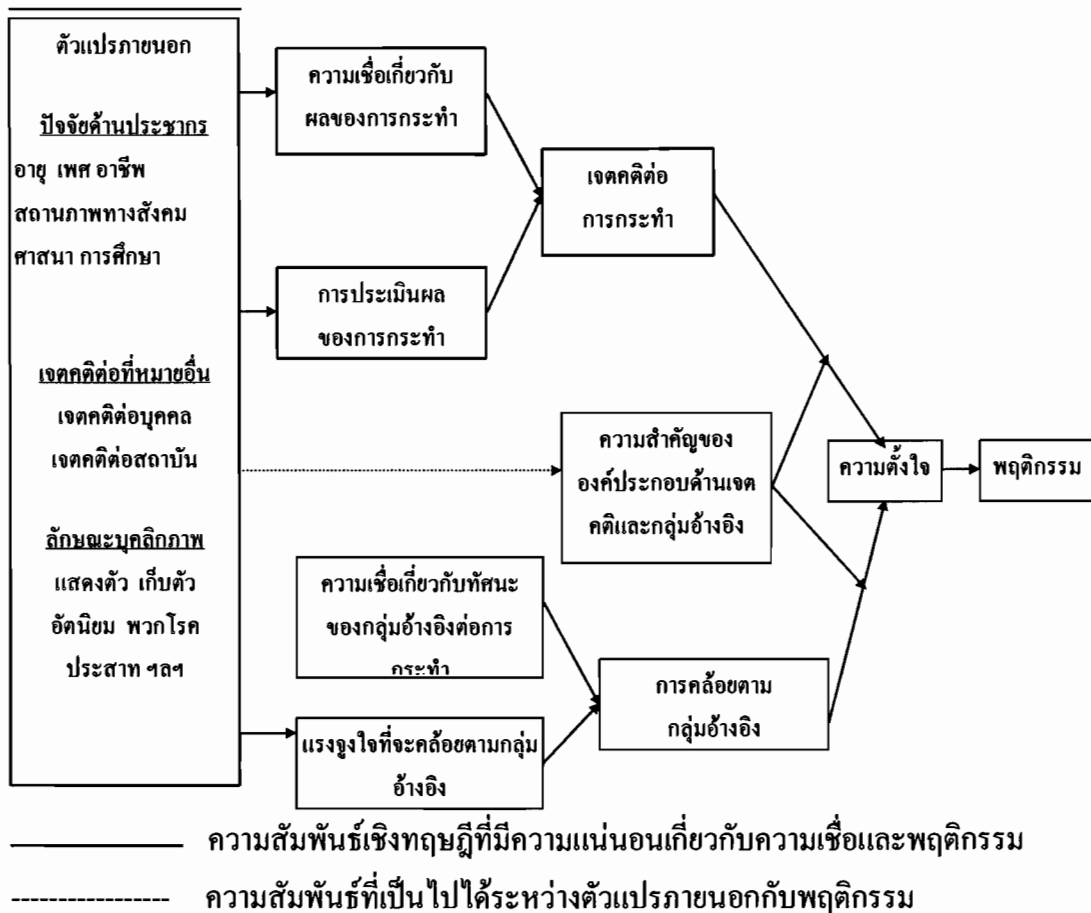 ตัวแปรภายนอก
ปัจจัยด้านประชากร
อายุ เพศ อาชีพ
สถานภาพทางสังคม
ศาสนา การศึกษา
เจตคติต่อที่หมายอื่น
เจตคติต่อบุคคล
เจตคติต่อสถาบัน
ลักษณะบุคลิกภาพ
แสดงตัว เก็บตัว
อัตนิยม พวกโรค
ประสาท ฯลฯ
ความเชื่อเกี่ยวกับ
ผลของการกระทำ
การประเมินผล
ของการกระทำ
เจตคติต่อ
การกระทำ
ความสำคัญของ
องค์ประกอบด้านเจต
คติและกลุ่มอ้างอิง
ความเชื่อเกี่ยวกับทัศนะ
ของกลุ่มอ้างอิงต่อการ
กระทำ
แรงจูงใจที่จะคล้อยตามกลุ่ม
อ้างอิง
การคล้อยตาม
กลุ่มอ้างอิง
ความตั้งใจ
พฤติกรรม
ความสัมพันธ์เชิงทฤษฎีที่มีความแน่นอนเกี่ยวกับความเชื่อและพฤติกรรม
ความสัมพันธ์ที่เป็นไปได้ระหว่างตัวแปรภายนอกกับพฤติกรรม